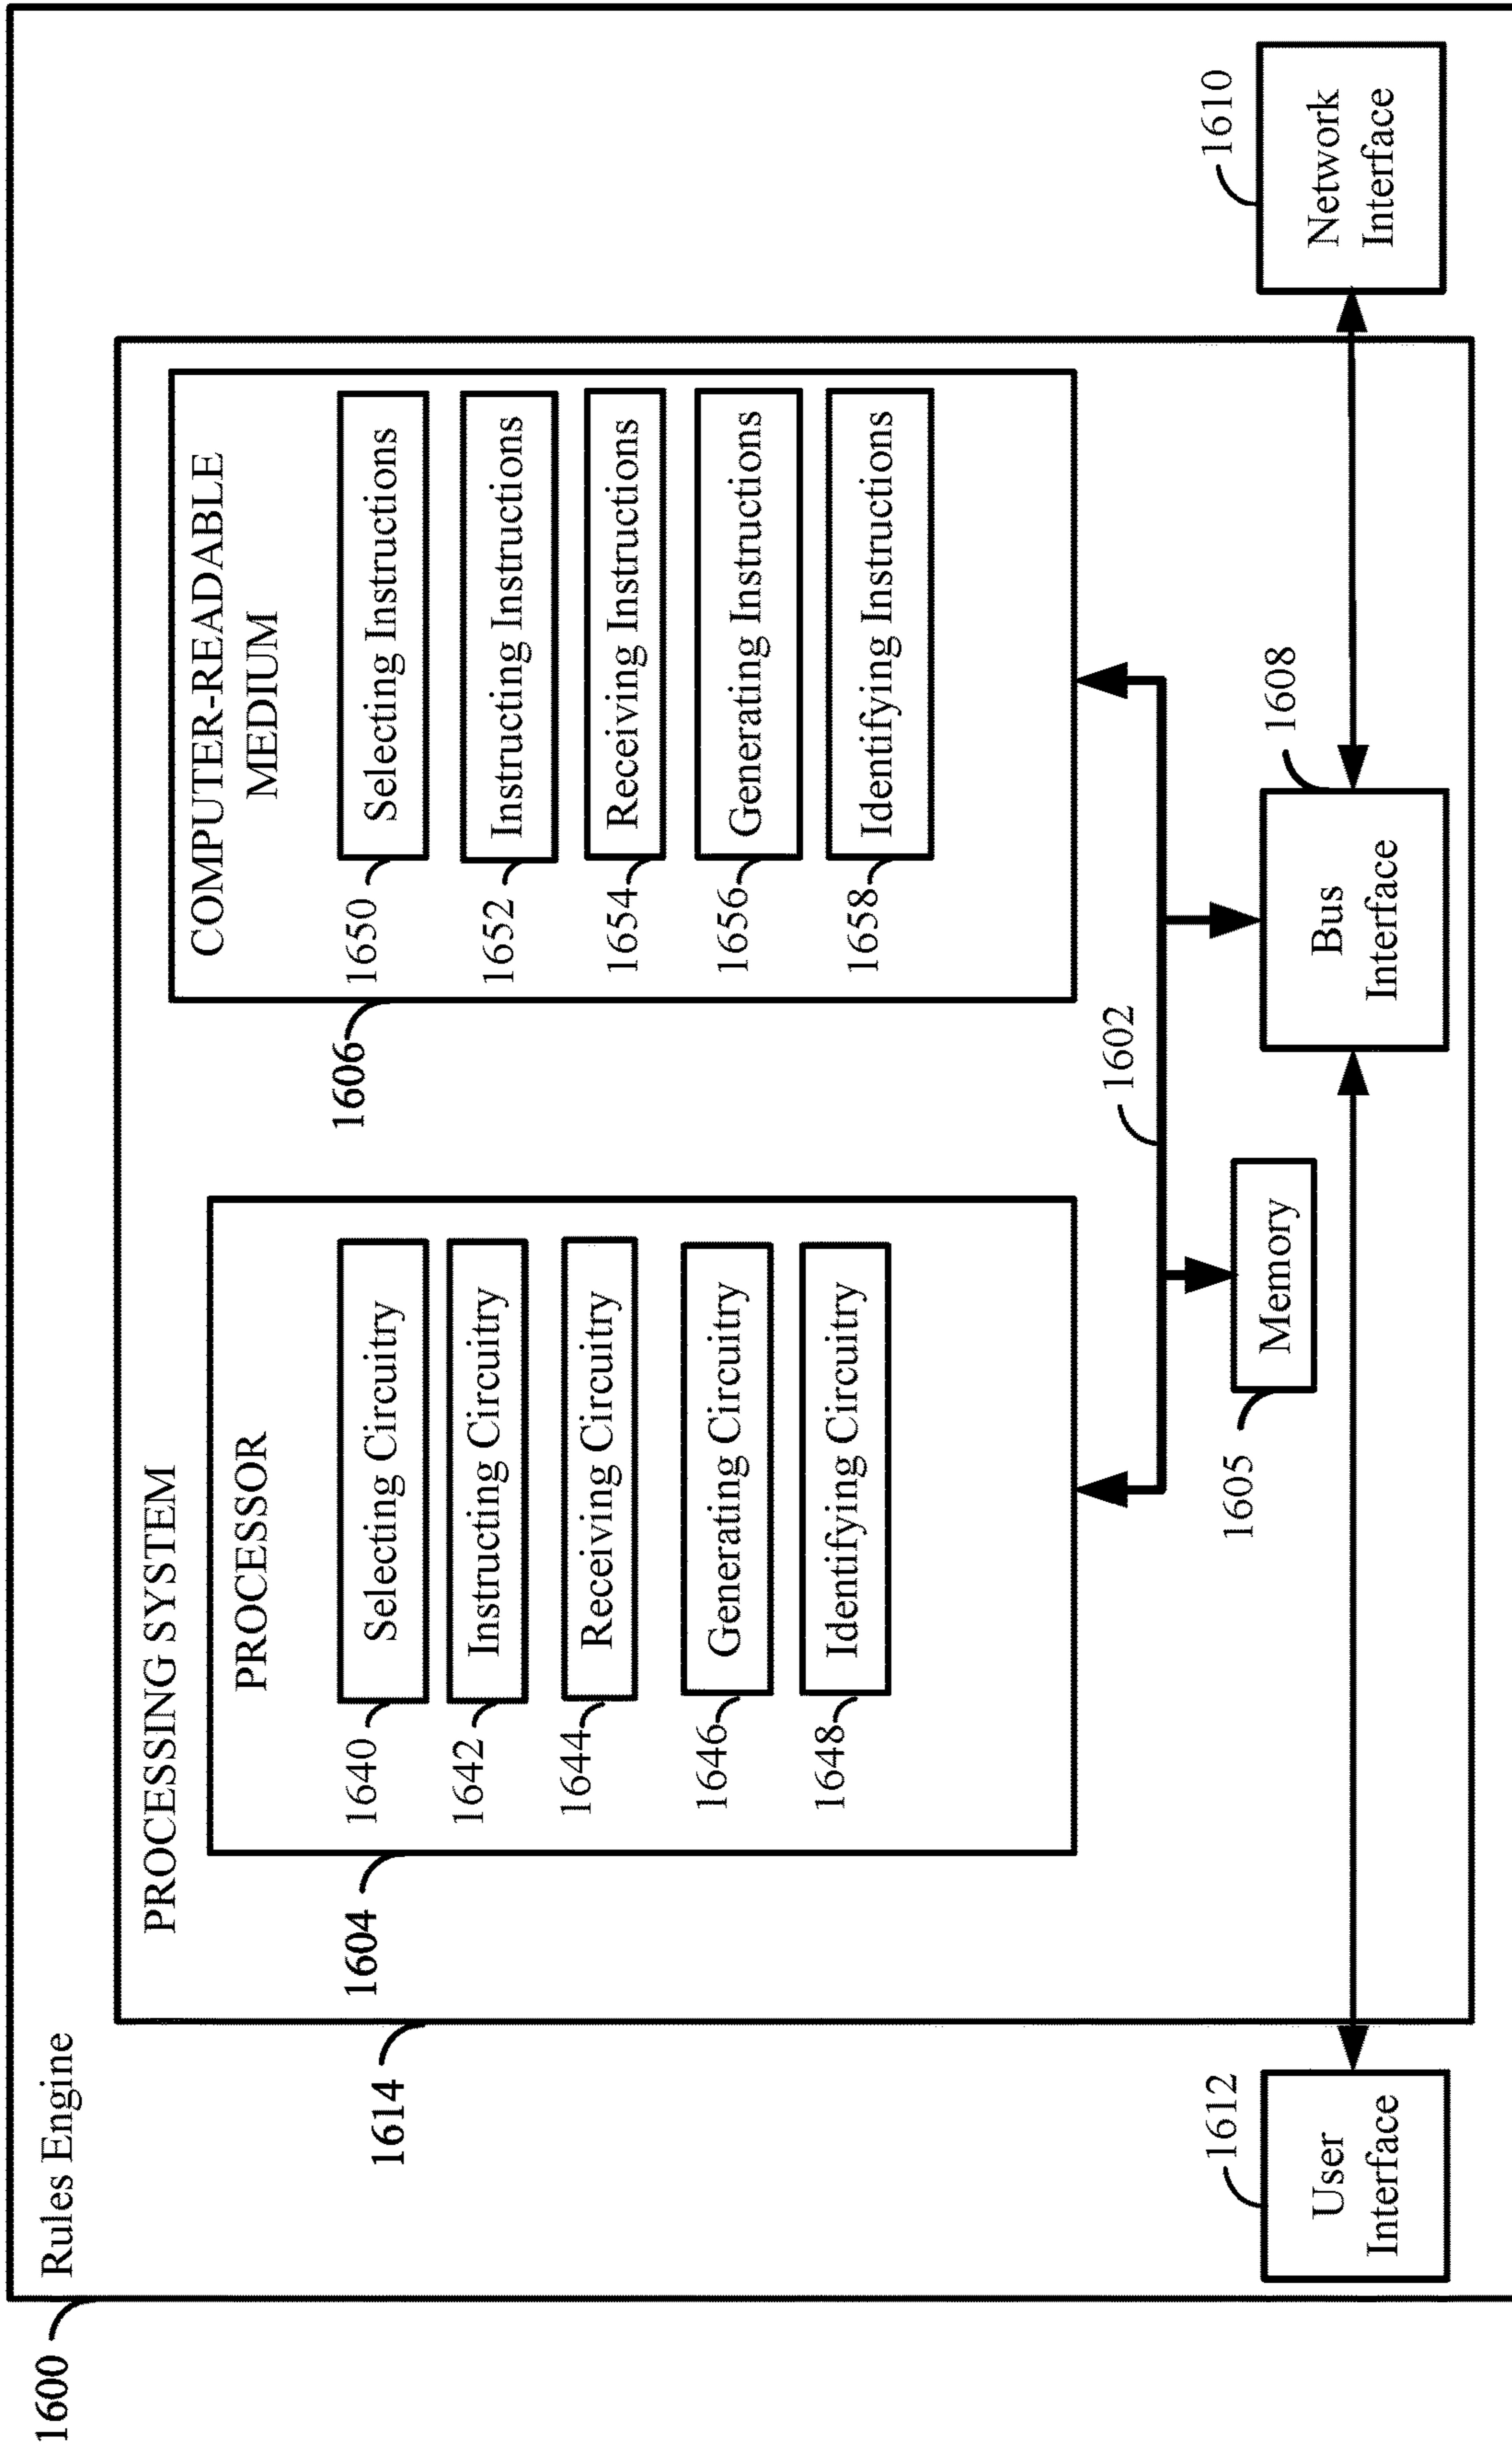 1600
Rules Engine
1614
PROCESSING SYSTEM
1604
PROCESSOR
1640
Selecting Circuitry
1642
Instructing Circuitry
1644
Receiving Circuitry
1646
Generating Circuitry
1648
Identifying Circuitry
1606
COMPUTER-READABLE
MEDIUM
1650
Selecting Instructions
1652
Instructing Instructions
1654
Receiving Instructions
1656
Generating Instructions
1658
Identifying Instructions
1602
1605
Memory
1608
Bus
Interface
1612
User
Interface
1610
Network
Interface